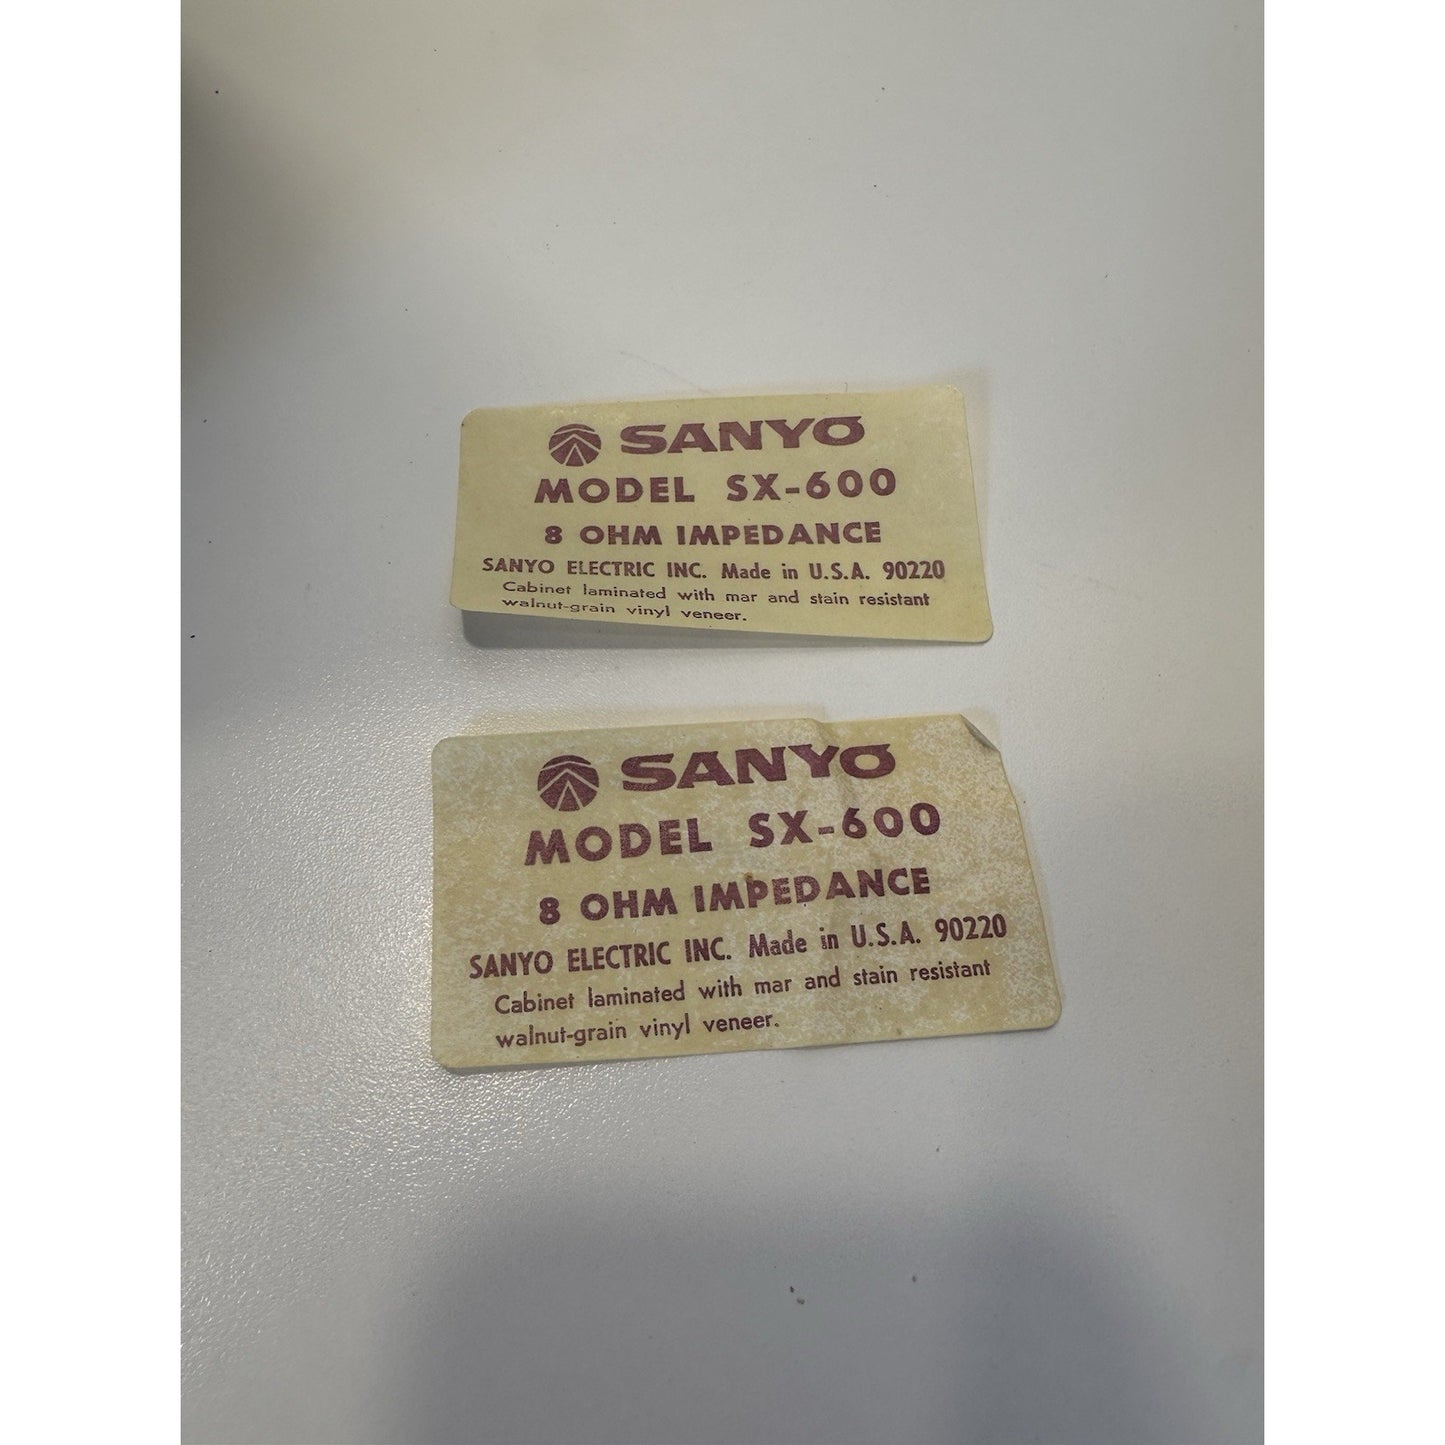 SANYO
MODEL SX-600
8 OHM IMPEDANCE
SANYO ELECTRIC INC. Made in U.S.A. 90220
Cabinet laminated with mar and stain resistant
walnut-grain vinyl veneer.
SANYO
MODEL SX-600
8 OHM IMPEDANCE
SANYO ELECTRIC INC. Made in U.S.A. 90220
Cabinet laminated with mar and stain resistant
walnut-grain vinyl veneer.